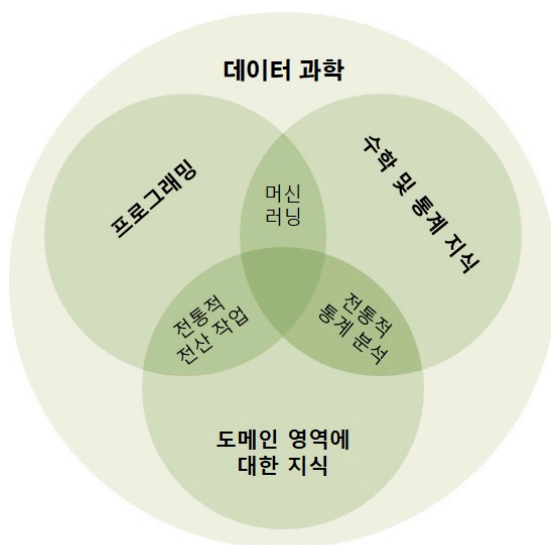 데이터 과학
프로그래밍
머신
러닝
수학 및 통계 지식
전통적
전산 작업
전통적
통계 분석
도메인 영역에
대한 지식